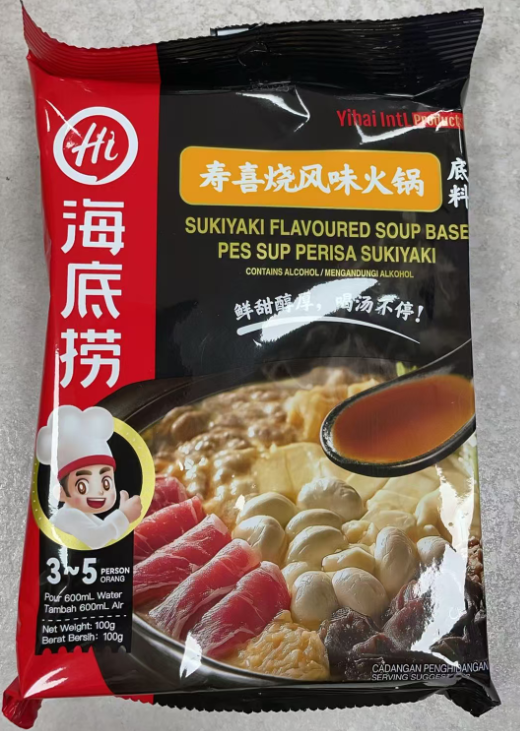 Hi
海底捞
Yihai Intl. Products
寿喜烧风味火锅
底料
SUKIYAKI FLAVOURED SOUP BASE
PES SUP PERISA SUKIYAKI
CONTAINS ALCOHOL / MENGANDUNGI ALKOHOL
鲜甜醇厚，喝汤不停！
3~5 PERSON
ORANG
Pour 600mL Water
Tambah 600mL Air
Net Weight: 100g
Berat Bersih: 100g
CADANGAN PENGHIDANGAN
SERVING